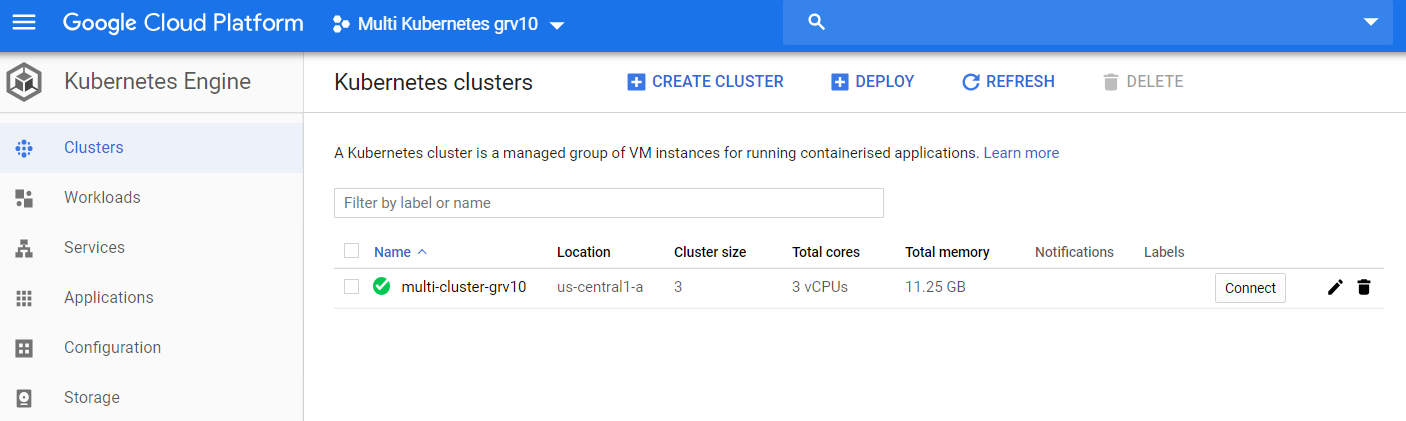 Google Cloud Platform Multi Kubernetes grv10
Kubernetes Engine
Kubernetes clusters CREATE CLUSTER DEPLOY REFRESH DELETE
Clusters
Workloads
Services
Applications
Configuration
Storage
A Kubernetes cluster is a managed group of VM instances for running containerised applications. Learn more
Filter by label or name
Name Location Cluster size Total cores Total memory Notifications Labels
multi-cluster-grv10 us-central1-a 3 3 vCPUs 11.25 GB Connect